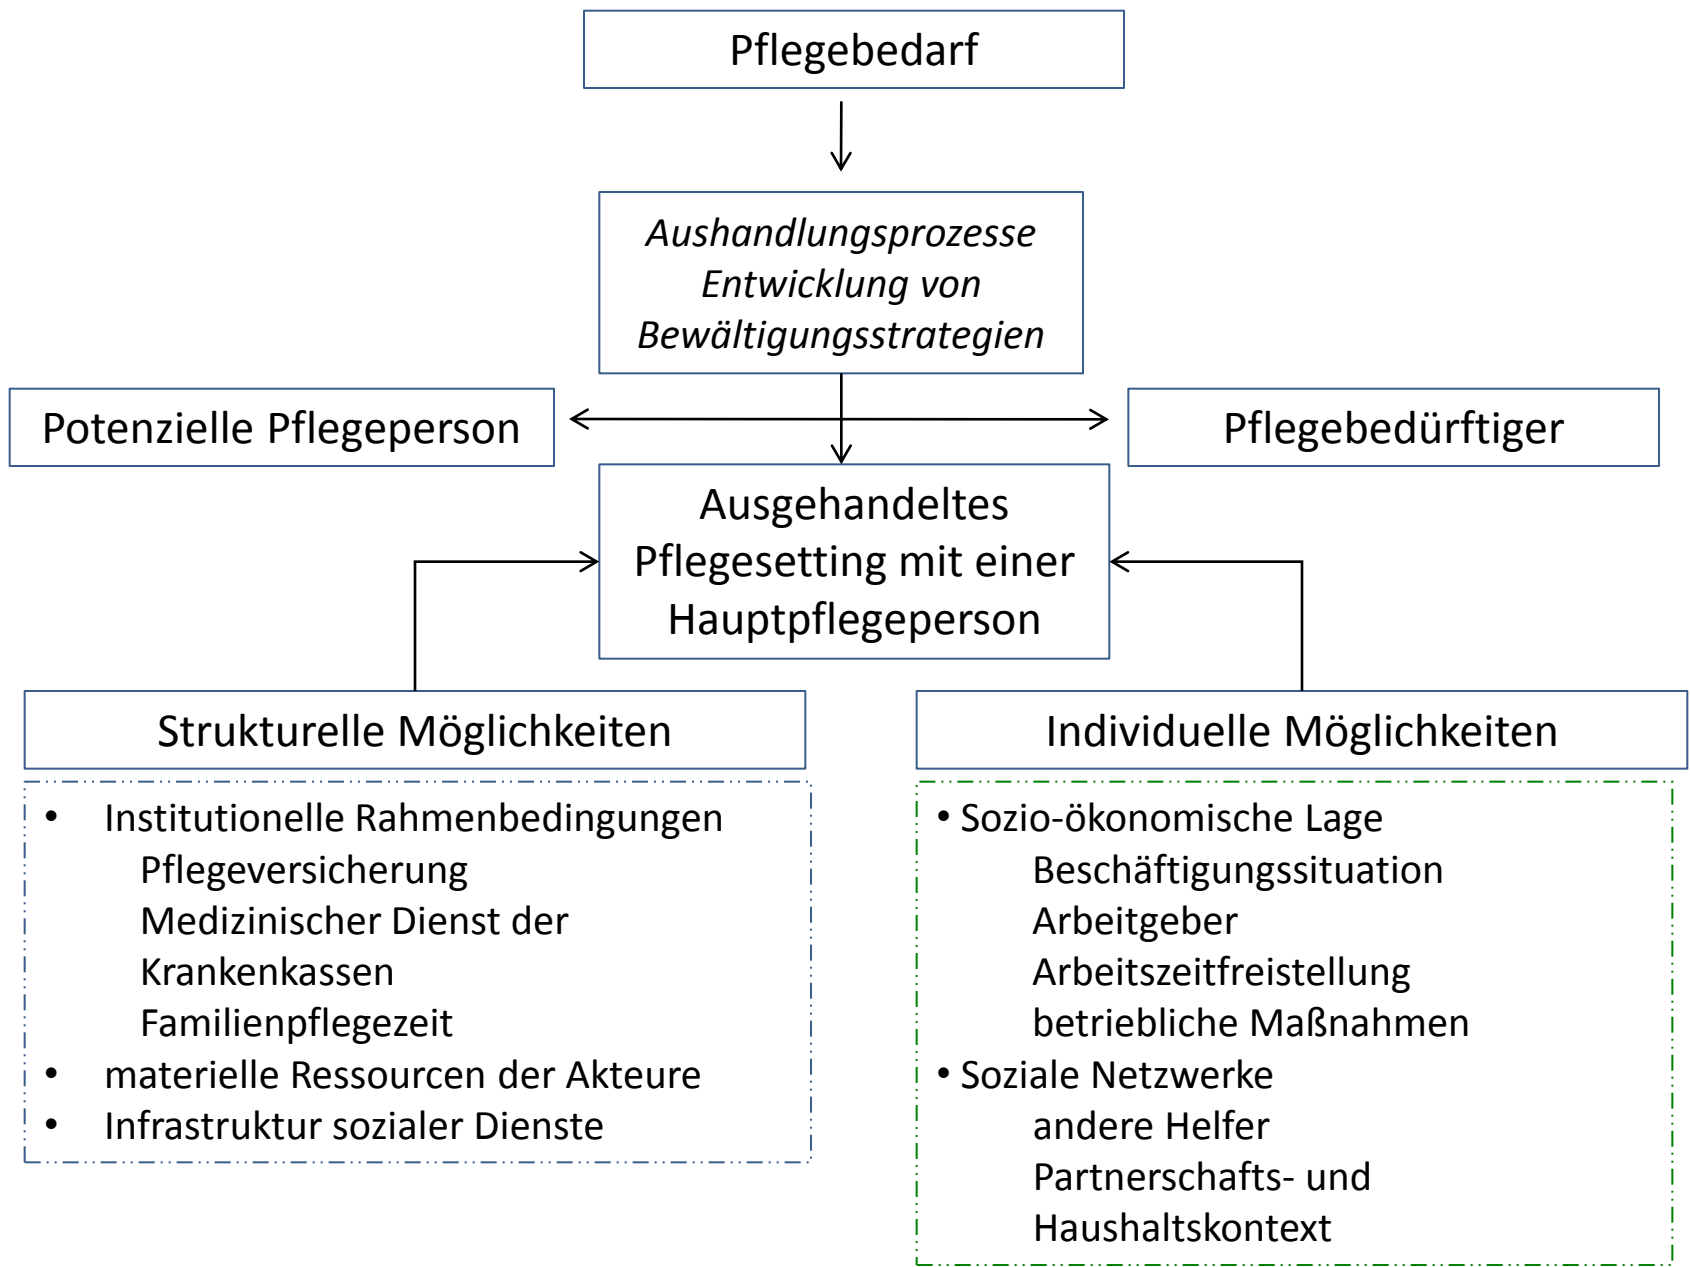 Pflegebedarf
Aushandlungsprozesse
Entwicklung von
Bewältigungsstrategien
Potenzielle Pflegeperson
Pflegebedürftiger
Ausgehandeltes
Pflegesetting mit einer
Hauptpflegeperson
Strukturelle Möglichkeiten
• Institutionelle Rahmenbedingungen
Pflegeversicherung
Medizinischer Dienst der
Krankenkassen
Familienpflegezeit
• materielle Ressourcen der Akteure
• Infrastruktur sozialer Dienste
Individuelle Möglichkeiten
• Sozio-ökonomische Lage
Beschäftigungssituation
Arbeitgeber
Arbeitszeitfreistellung
betriebliche Maßnahmen
• Soziale Netzwerke
andere Helfer
Partnerschafts- und
Haushaltskontext